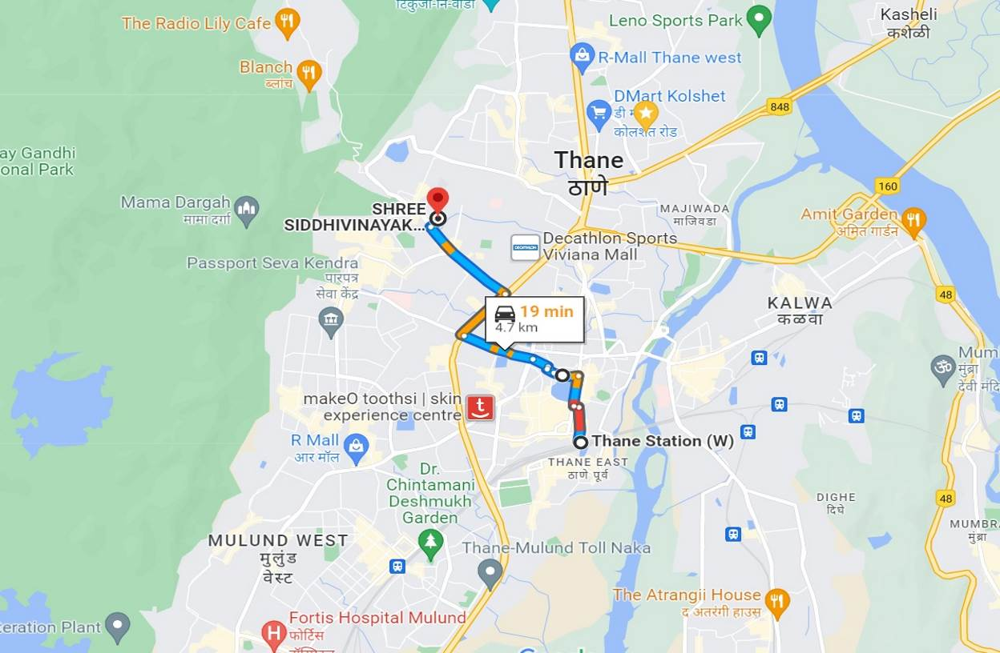 टिकुजी-नि-वाडी
The Radio Lily Cafe
Leno Sports Park
Kasheli
कशेळी
Blanch
ब्लांच
R-Mall Thane west
DMart Kolshet
डी
कोलशेत रोड
848
ay Gandhi
onal Park
Thane
ठाणे
160
Mama Dargah
मामा दर्गा
SHREE
SIDDHIVINAYAK...
MAJIWADA
माजिवडा
Amit Garden
अमित गार्डन
Decathlon Sports
Viviana Mall
DECATHLON
Passport Seva Kendra
पारपत्र
सेवा केंद्र
48
19 min
4.7 km
KALWA
कळवा
Mum
मुंब्रा
देवी मंदि
makeO toothsi | skin
experience centre
t
R Mall
आर मॉल
Thane Station (W)
THANE EAST
ठाणे पूर्व
Dr.
Chintamani
Deshmukh
Garden
DIGHE
दिघे
48
MUMBRA
मुंब्रा
MULUND WEST
मुलुंड
वेस्ट
Thane-Mulund Toll Naka
The Atrangii House
द अतरंगी हाउस
teration Plant
H
Fortis Hospital Mulund
फोर्टिस